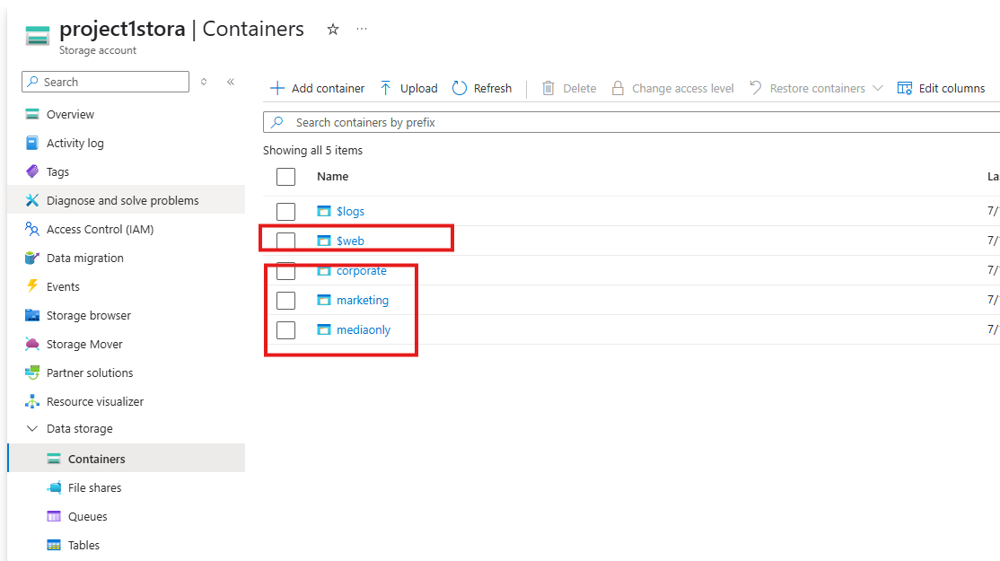 project1stora | Containers
Storage account
Search
Overview
Activity log
Tags
Diagnose and solve problems
Access Control (IAM)
Data migration
Events
Storage browser
Storage Mover
Partner solutions
Resource visualizer
Data storage
Containers
File shares
Queues
Tables
Add container Upload Refresh Delete Change access level Restore containers Edit columns
Search containers by prefix
Showing all 5 items
Name La
$logs 7/
$web 7/
corporate 7/
marketing 7/
mediaonly 7/